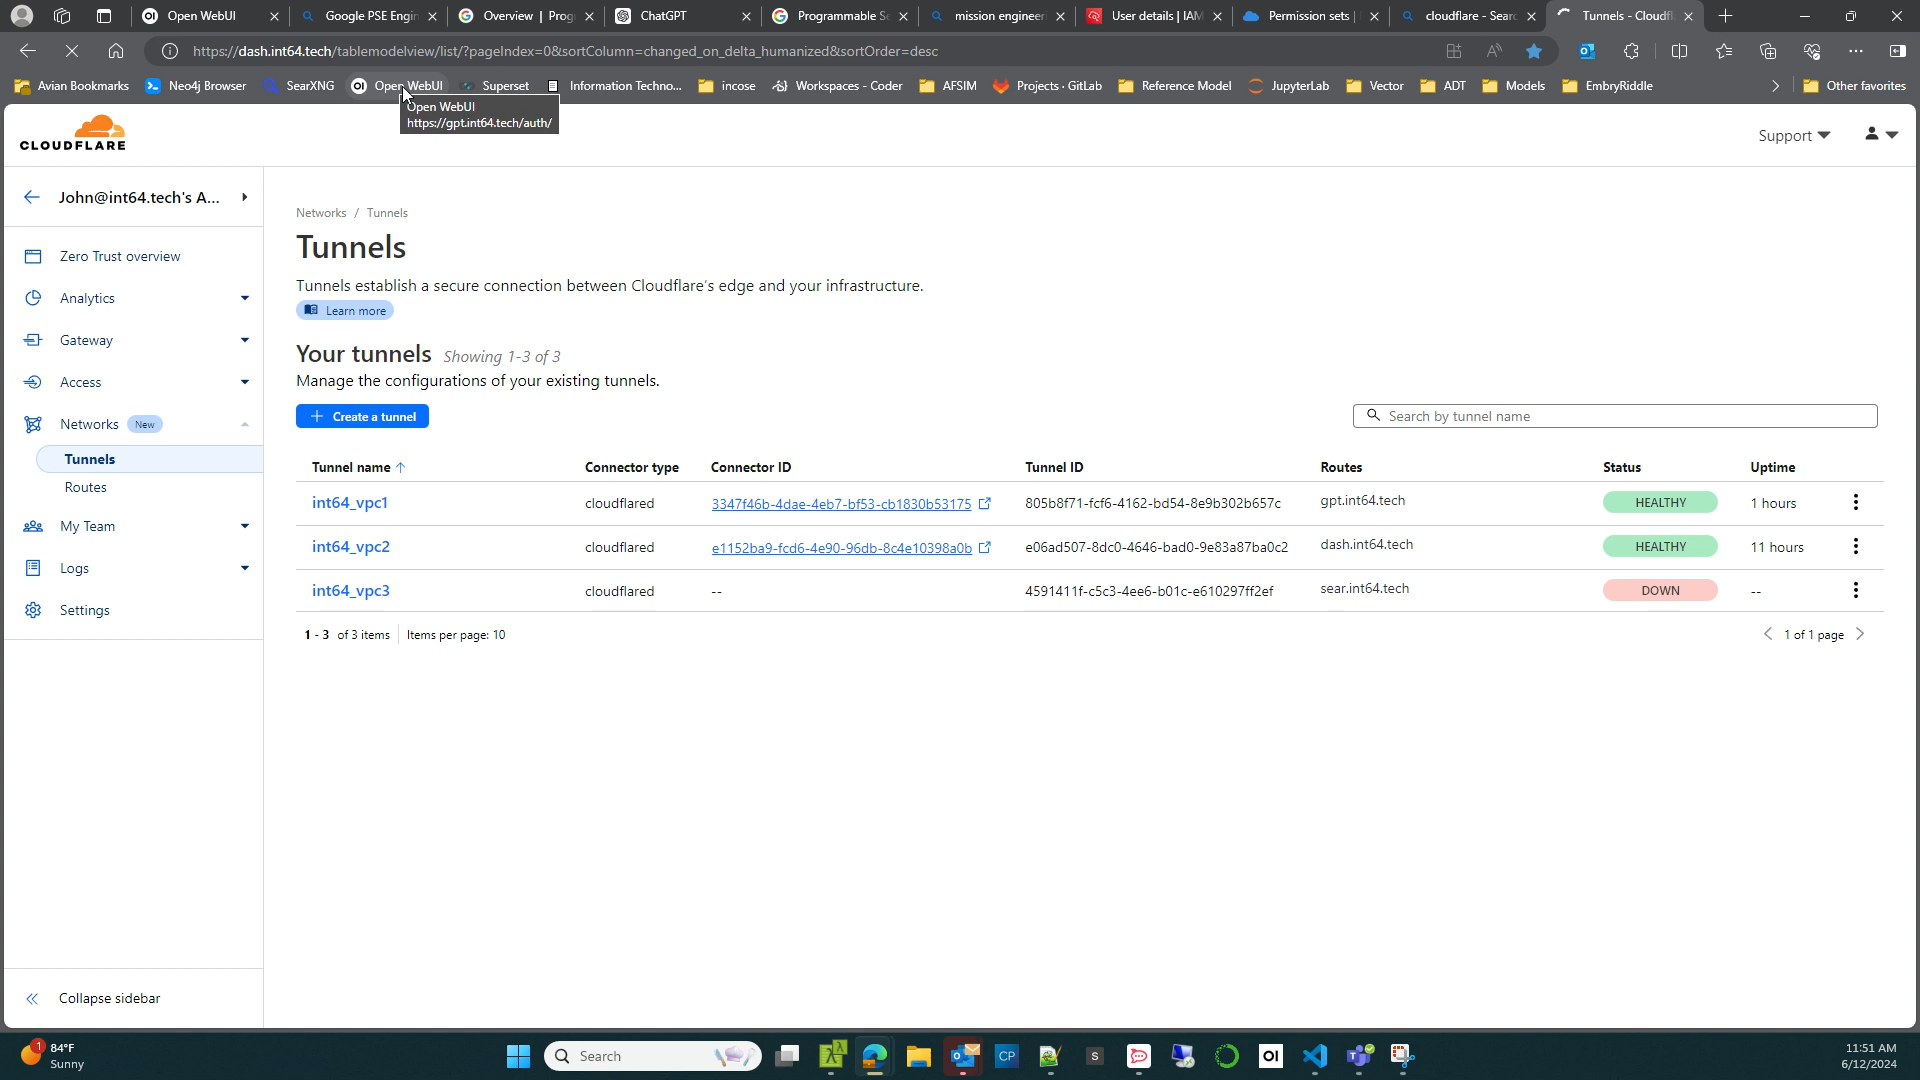 Open WebUI
Google PSE Engir
Overview | Prog
ChatGPT
Programmable S
mission engineer
User details | IAM
Permission sets |
cloudflare - Searc
Tunnels - Cloudfl
https://dash.int64.tech/tablemodelview/list/?pageIndex=0&sortColumn=changed_on_delta_humanized&sortOrder=desc
Avian Bookmarks
Neo4j Browser
SearXNG
Open WebUI
Superset
Information Techno...
incose
Workspaces - Coder
AFSIM
Projects · GitLab
Reference Model
JupyterLab
Vector
ADT
Models
EmbryRiddle
Other favorites
Open WebUI
https://gpt.int64.tech/auth/
CLOUDFLARE
Support
John@int64.tech's A...
Zero Trust overview
Analytics
Gateway
Access
Networks New
Tunnels
Routes
My Team
Logs
Settings
Collapse sidebar
Networks / Tunnels
Tunnels
Tunnels establish a secure connection between Cloudflare's edge and your infrastructure.
Learn more
Your tunnels Showing 1-3 of 3
Manage the configurations of your existing tunnels.
+ Create a tunnel
Search by tunnel name
Tunnel name ↑ Connector type Connector ID Tunnel ID Routes Status Uptime
int64_vpc1 cloudflared 3347f46b-4dae-4eb7-bf53-cb1830b53175 805b8f71-fcf6-4162-bd54-8e9b302b657c gpt.int64.tech HEALTHY 1 hours
int64_vpc2 cloudflared e1152ba9-fcd6-4e90-96db-8c4e10398a0b e06ad507-8dc0-4646-bad0-9e83a87ba0c2 dash.int64.tech HEALTHY 11 hours
int64_vpc3 cloudflared -- 4591411f-c5c3-4ee6-b01c-e610297ff2ef sear.int64.tech DOWN --
1 - 3 of 3 items Items per page: 10
1 of 1 page
1
84°F
Sunny
Search
CP
S
OI
11:51 AM
6/12/2024